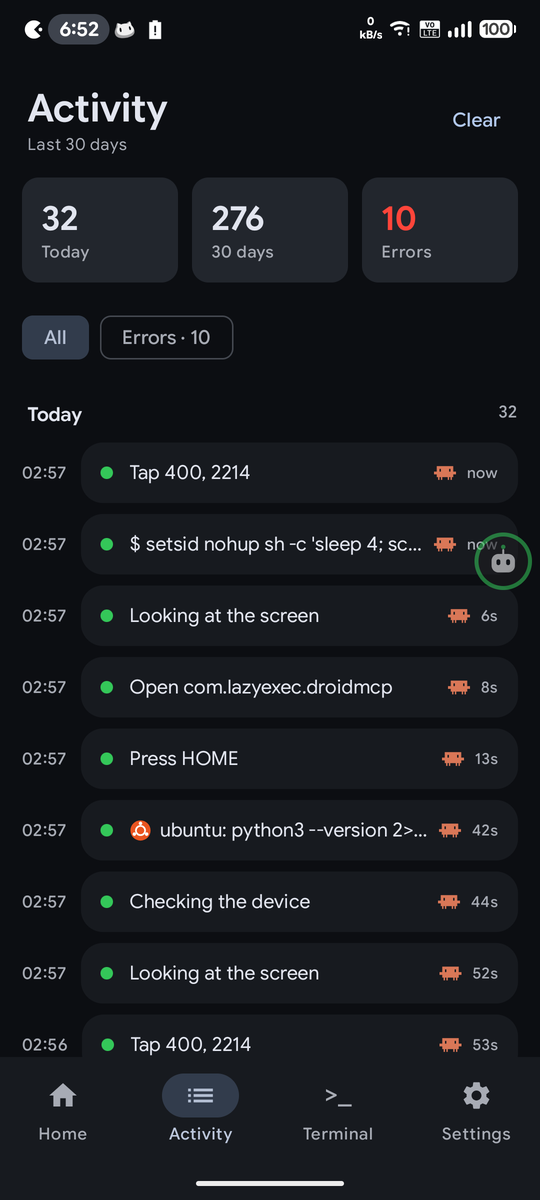 6:52
0
kB/s
VO
LTE
100
Activity
Last 30 days
Clear
32
Today
276
30 days
10
Errors
All
Errors · 10
Today
32
02:57
Tap 400, 2214
now
02:57
$ setsid nohup sh -c 'sleep 4; sc...
now
02:57
Looking at the screen
6s
02:57
Open com.lazyexec.droidmcp
8s
02:57
Press HOME
13s
02:57
ubuntu: python3 --version 2>...
42s
02:57
Checking the device
44s
02:57
Looking at the screen
52s
02:56
Tap 400, 2214
53s
Home
Activity
>_
Terminal
Settings